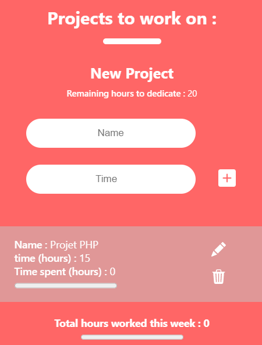 Projects to work on :
New Project
Remaining hours to dedicate : 20
Name
Time
+
Name : Projet PHP
time (hours) : 15
Time spent (hours) : 0
Total hours worked this week : 0